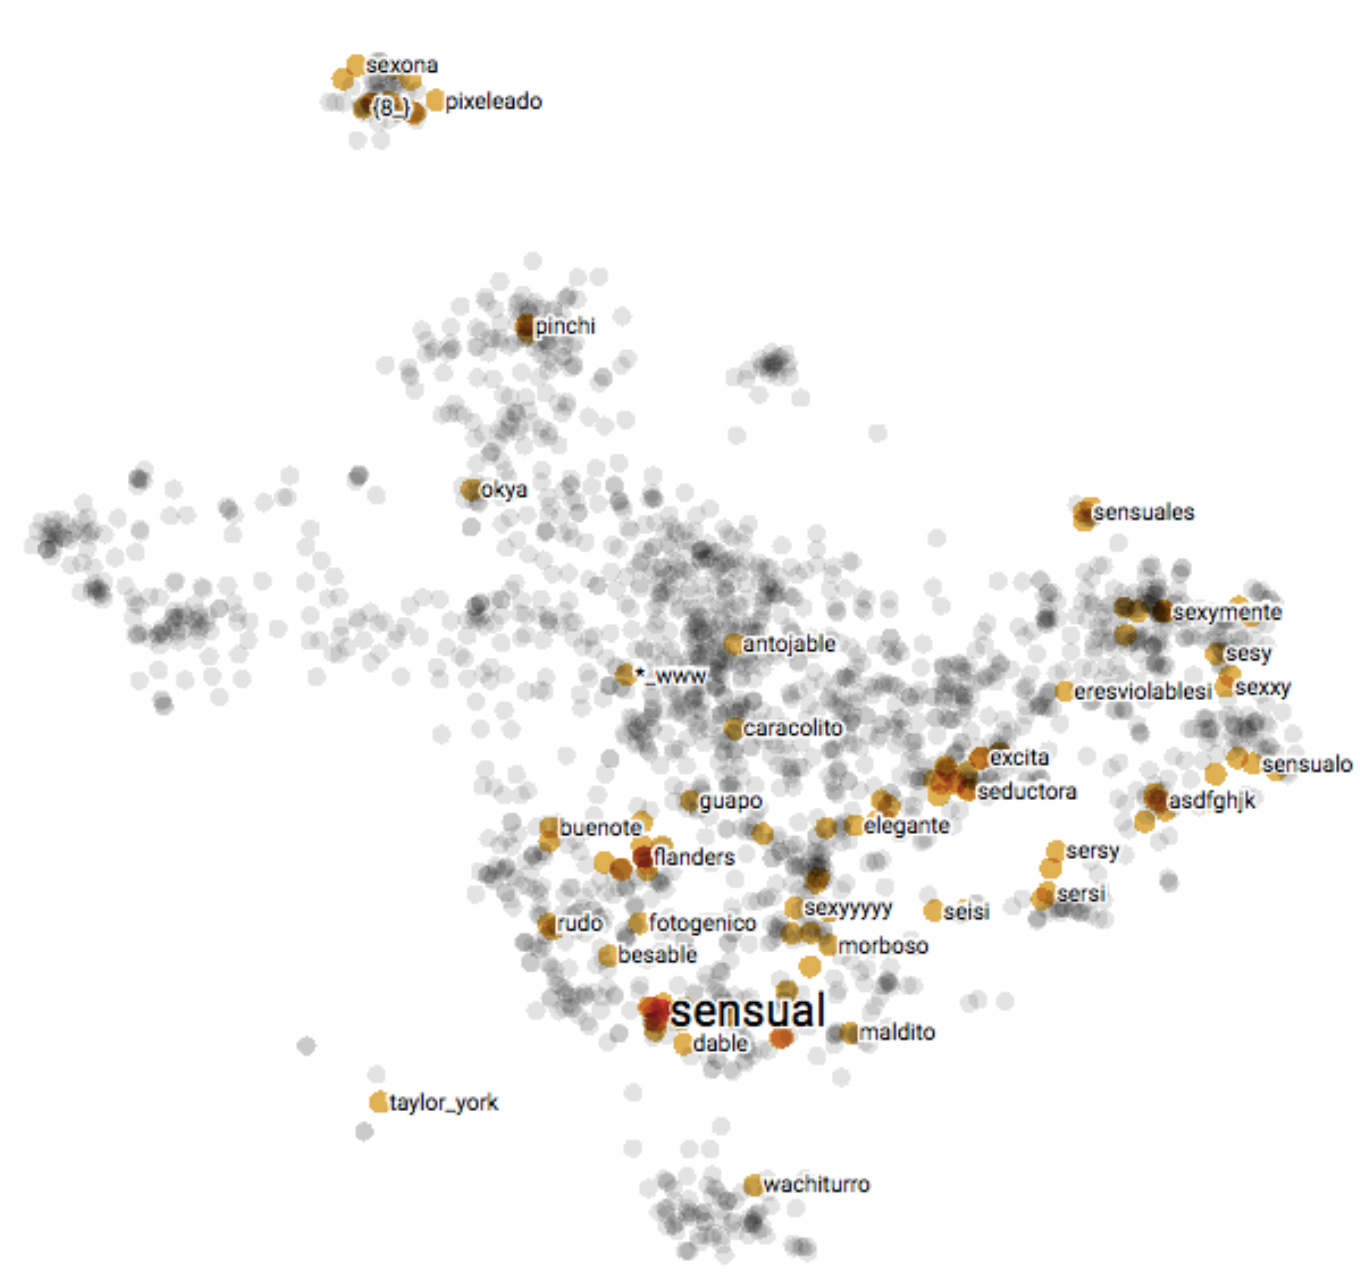 sexona
pixeleado
{8_}
pinchi
okya
sensuales
sexymente
antojable
sesy
*_www
eresviolablesi
sexxy
caracolito
excita
sensualo
seductora
guapo
asdfghjk
buenote
elegante
sersy
flanders
sersi
sexyyyyy
seisi
rudo
fotogenico
morboso
besable
sensual
maldito
dable
taylor_york
wachiturro